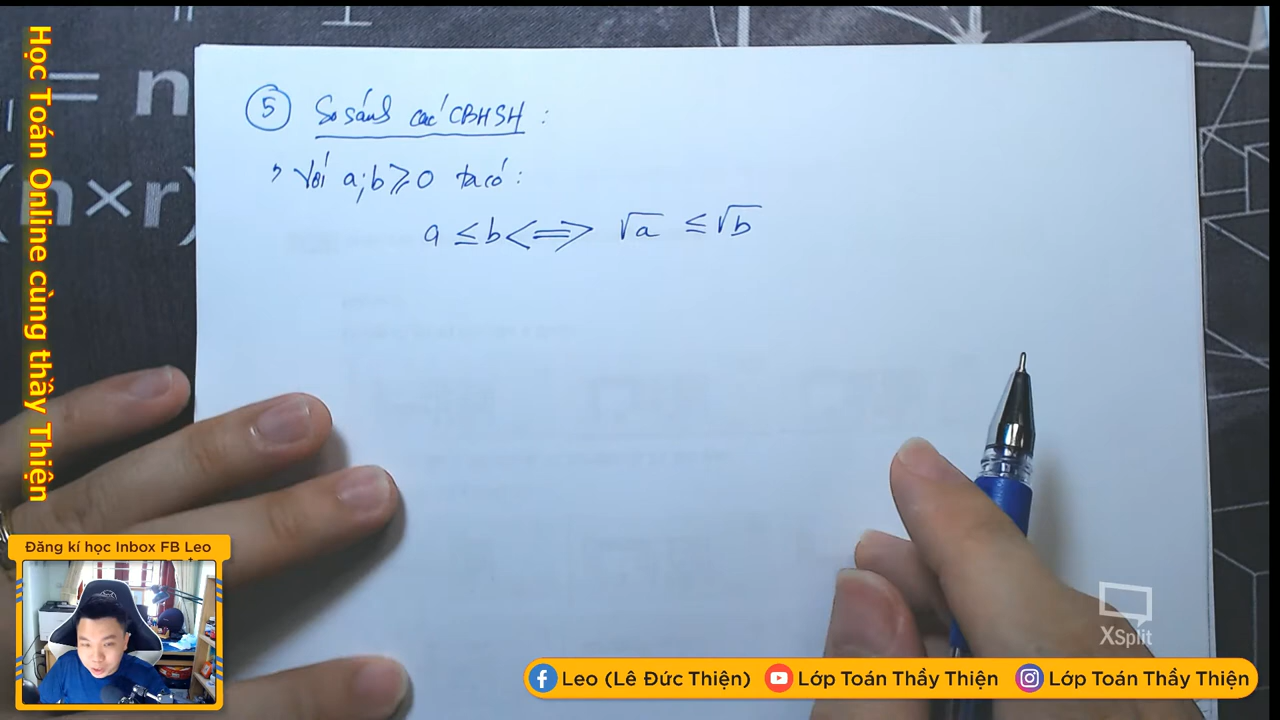 Học Toán Online cùng thầy Thiện
= n
(n×r)
5 So sánh các CBHSH :
Với a;b ⩾ 0 ta có :
a ≤ b <=> √a ≤ √b
Đăng kí học Inbox FB Leo
XSplit
Leo (Lê Đức Thiện) Lớp Toán Thầy Thiện Lớp Toán Thầy Thiện